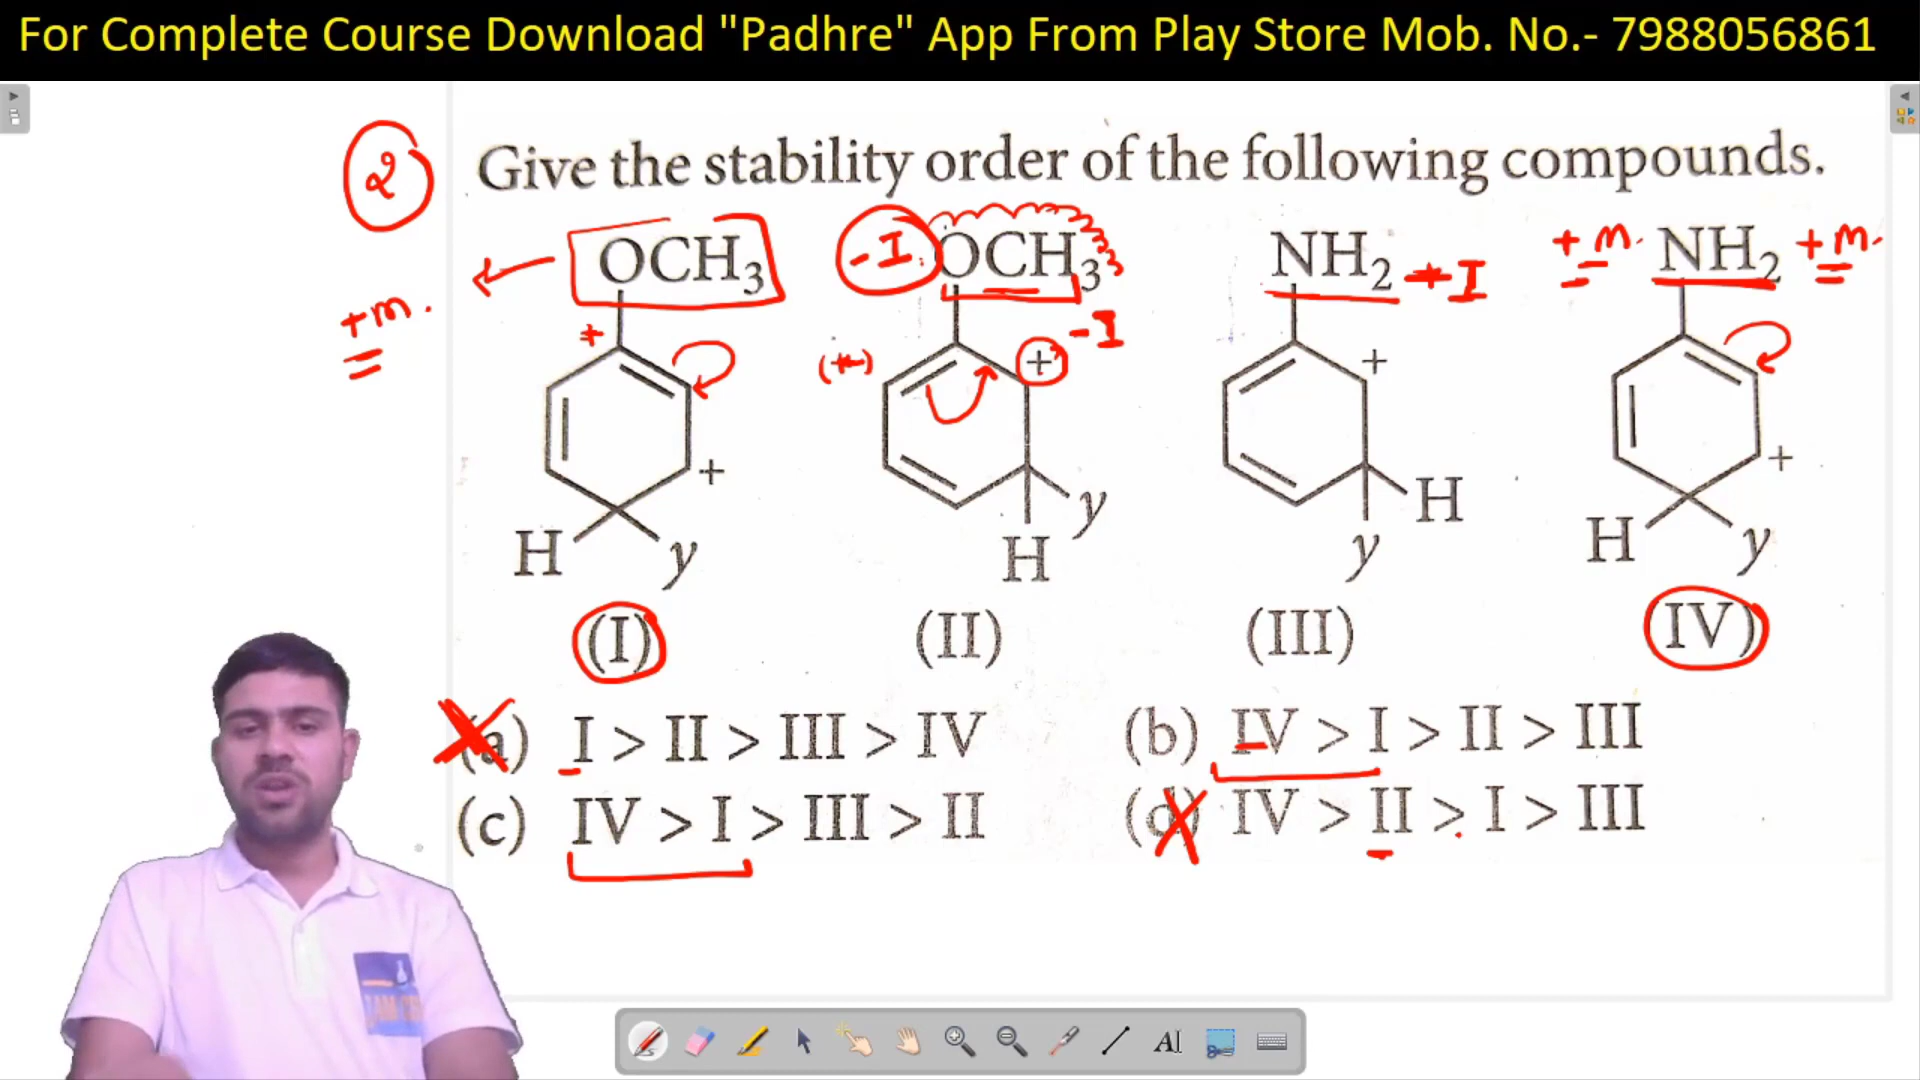 For Complete Course Download "Padhre" App From Play Store Mob. No.- 7988056861
2 Give the stability order of the following compounds.
OCH3 -I OCH3 NH2 +I +m. NH2 +m.
+m.
+ -I
(+) + +
+ +
H y y H H y
H y
(I) (II) (III) (IV)
(a) I > II > III > IV (b) IV > I > II > III
(c) IV > I > III > II (d) IV > II > I > III
AI